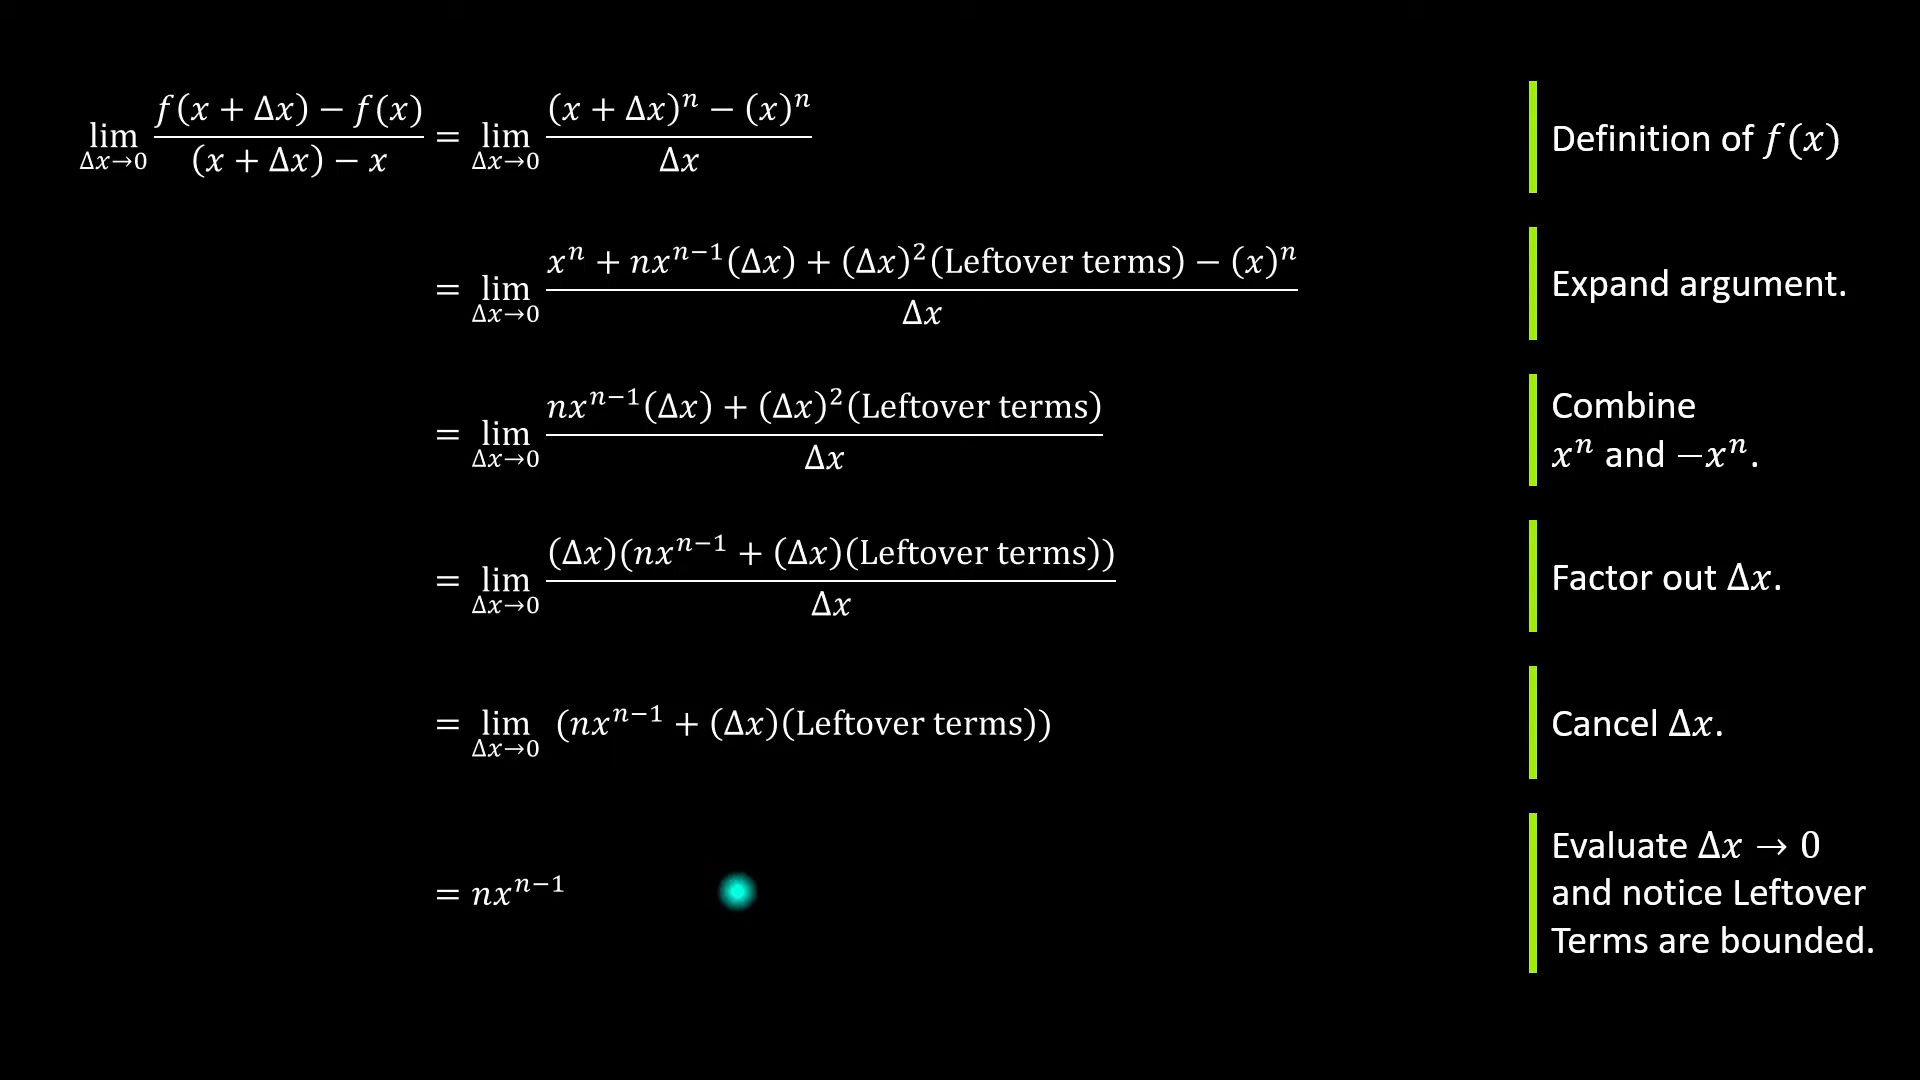 lim_{Δx→0} (f(x + Δx) − f(x)) / ((x + Δx) − x) = lim_{Δx→0} ((x + Δx)^n − (x)^n) / Δx
Definition of f(x)
= lim_{Δx→0} (x^n + nx^{n−1}(Δx) + (Δx)^2(Leftover terms) − (x)^n) / Δx
Expand argument.
= lim_{Δx→0} (nx^{n−1}(Δx) + (Δx)^2(Leftover terms)) / Δx
Combine
x^n and −x^n.
= lim_{Δx→0} ((Δx)(nx^{n−1} + (Δx)(Leftover terms))) / Δx
Factor out Δx.
= lim_{Δx→0} (nx^{n−1} + (Δx)(Leftover terms))
Cancel Δx.
= nx^{n−1}
Evaluate Δx → 0
and notice Leftover
Terms are bounded.